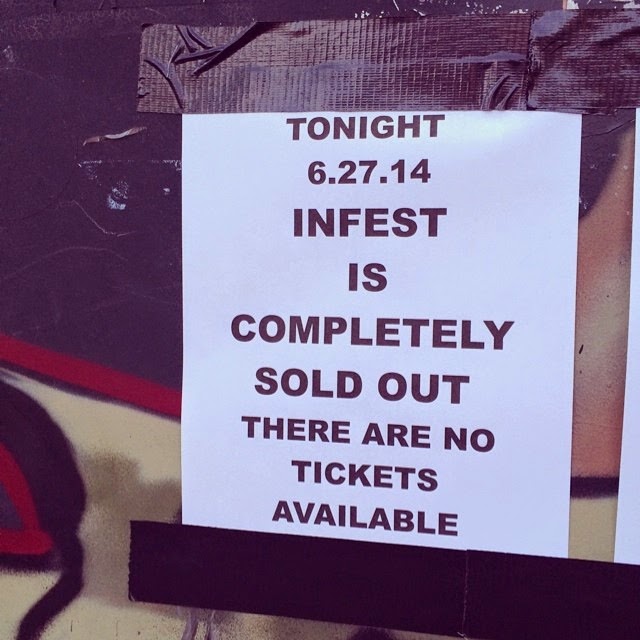 TONIGHT
6.27.14
INFEST
IS
COMPLETELY
SOLD OUT
THERE ARE NO
TICKETS
AVAILABLE